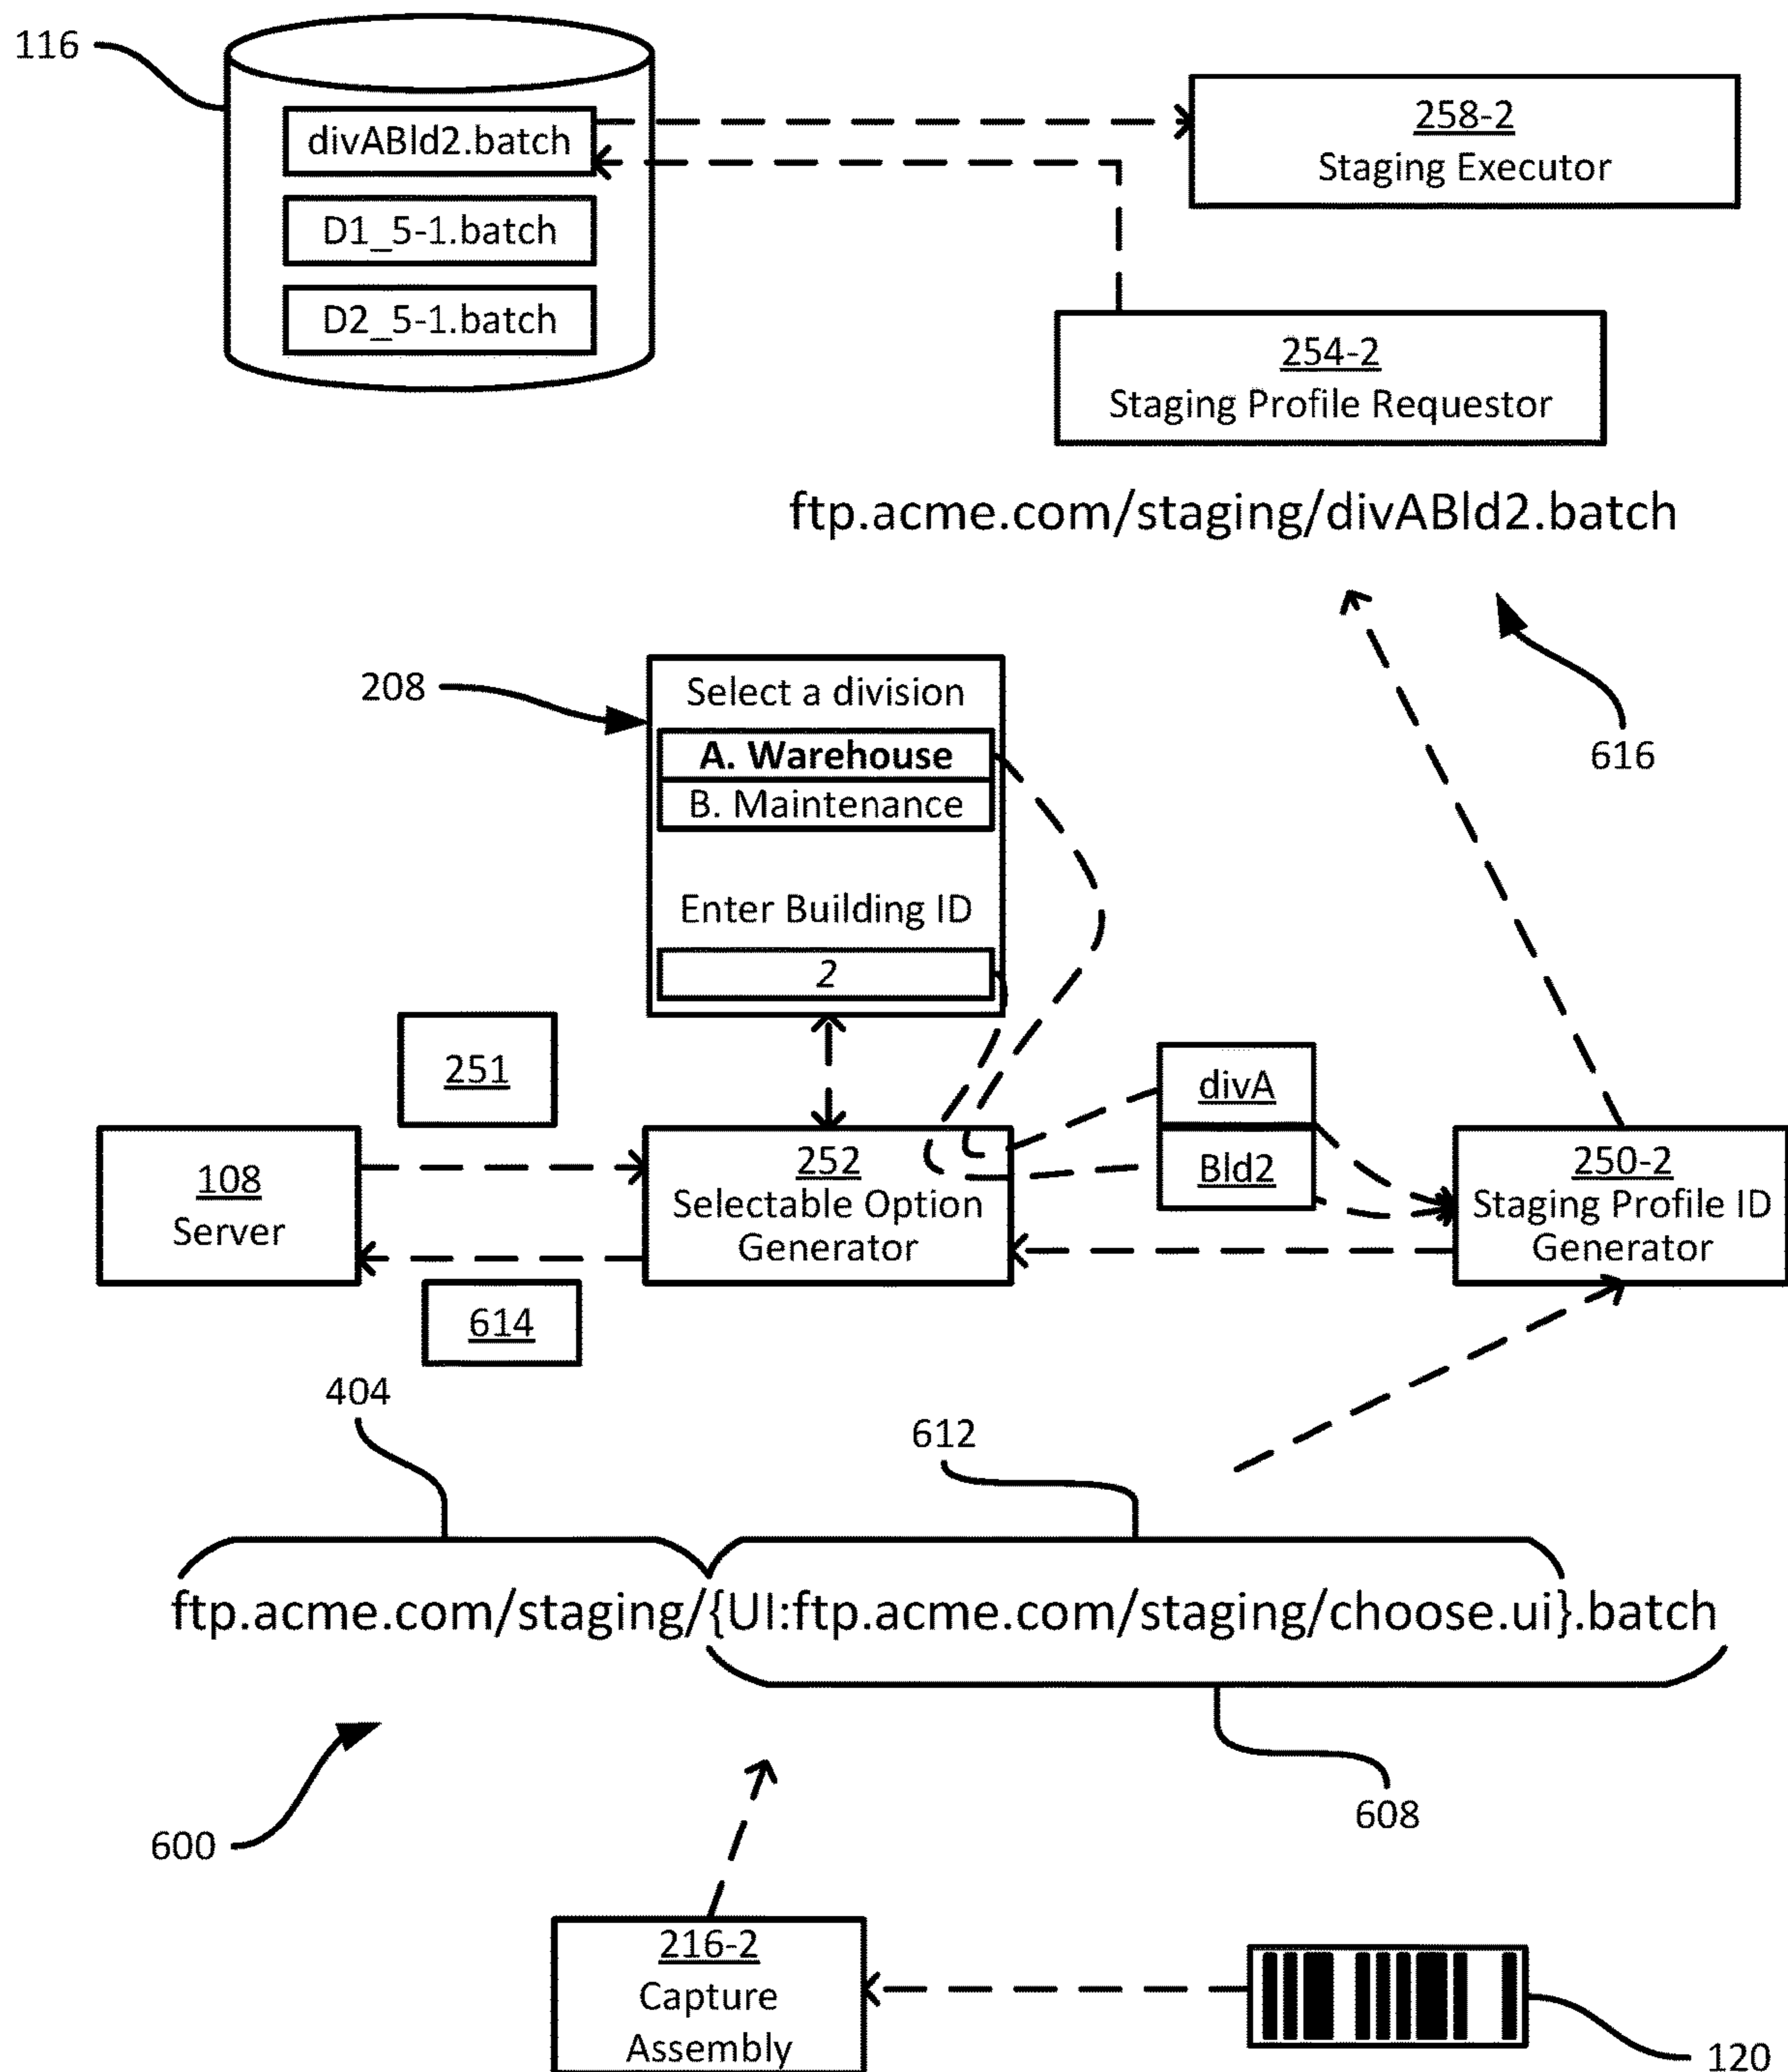 116
divABld2.batch
D1_5-1.batch
D2_5-1.batch
258-2
Staging Executor
254-2
Staging Profile Requestor
ftp.acme.com/staging/divABld2.batch
616
208
Select a division
A. Warehouse
B. Maintenance
Enter Building ID
2
251
108
Server
614
252
Selectable Option
Generator
divA
Bld2
250-2
Staging Profile ID
Generator
404
612
ftp.acme.com/staging/{UI:ftp.acme.com/staging/choose.ui}.batch
608
600
216-2
Capture
Assembly
120